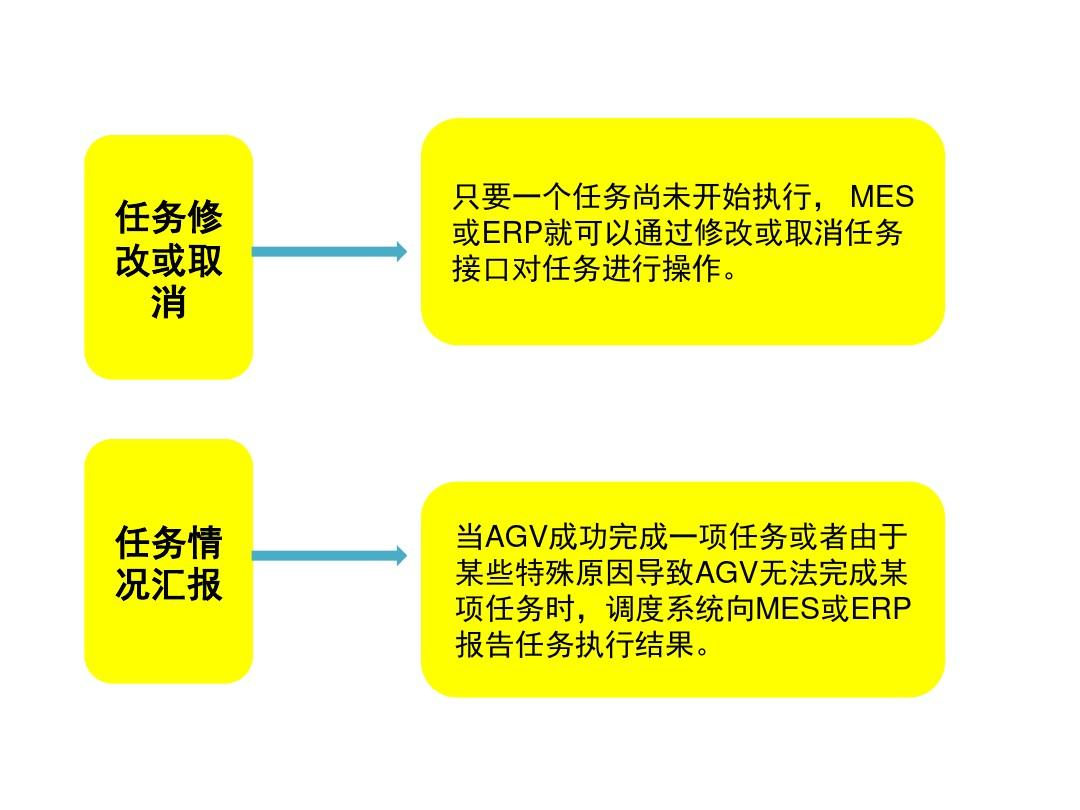 任务修
改或取
消
只要一个任务尚未开始执行， MES
或ERP就可以通过修改或取消任务
接口对任务进行操作。
任务情
况汇报
当AGV成功完成一项任务或者由于
某些特殊原因导致AGV无法完成某
项任务时，调度系统向MES或ERP
报告任务执行结果。